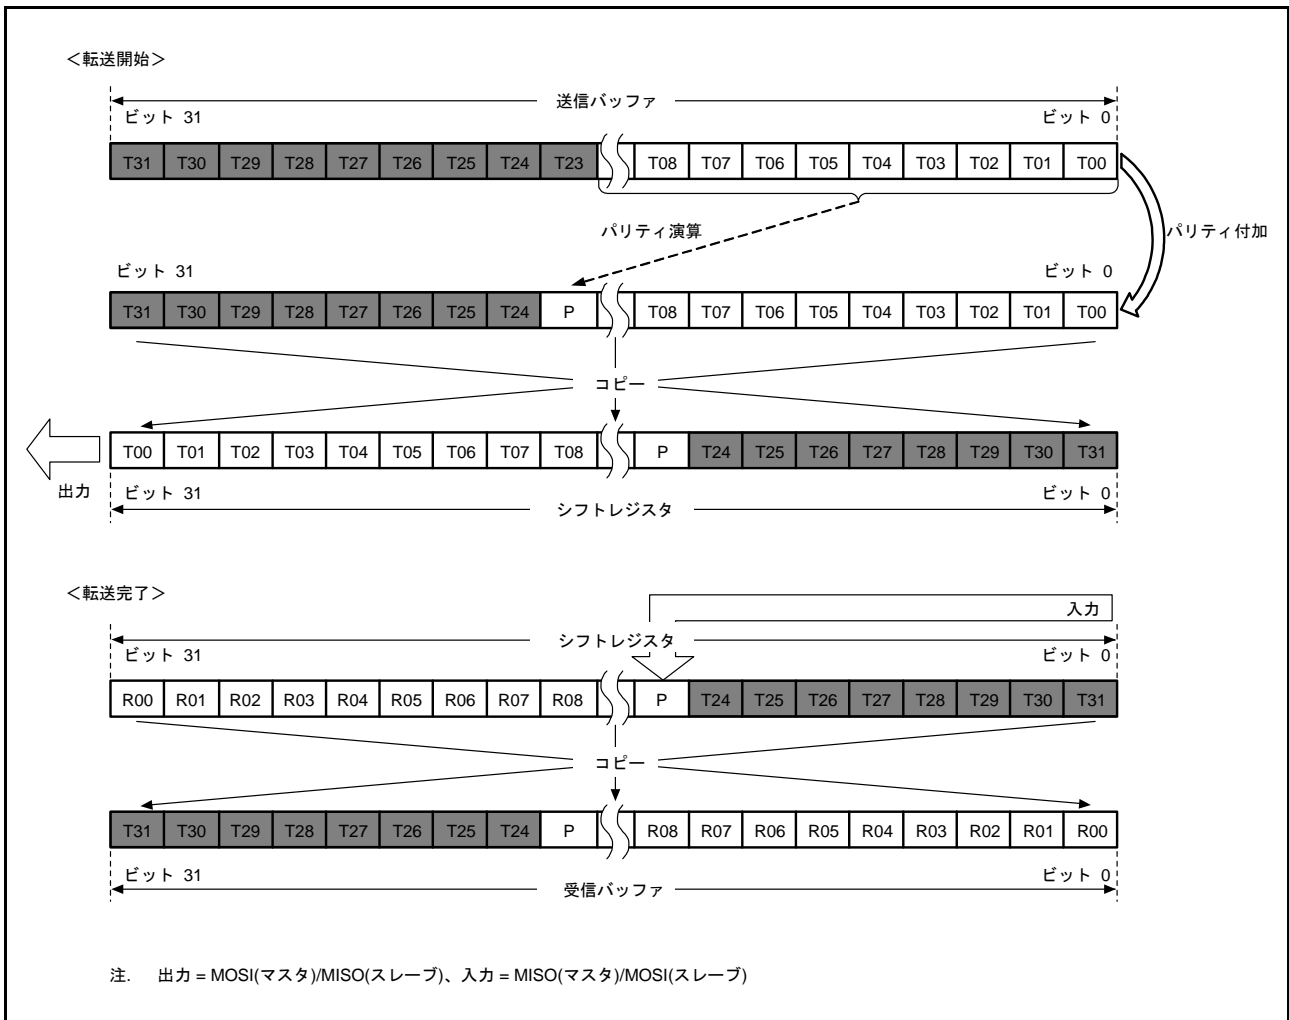 ＜転送開始＞
送信バッファ
ビット 31 ビット 0
T31 T30 T29 T28 T27 T26 T25 T24 T23 T08 T07 T06 T05 T04 T03 T02 T01 T00
パリティ演算 パリティ付加
ビット 31 ビット 0
T31 T30 T29 T28 T27 T26 T25 T24 P T08 T07 T06 T05 T04 T03 T02 T01 T00
コピー
T00 T01 T02 T03 T04 T05 T06 T07 T08 P T24 T25 T26 T27 T28 T29 T30 T31
出力 ビット 31 ビット 0
シフトレジスタ
＜転送完了＞
入力
シフトレジスタ
ビット 31 ビット 0
R00 R01 R02 R03 R04 R05 R06 R07 R08 P T24 T25 T26 T27 T28 T29 T30 T31
コピー
T31 T30 T29 T28 T27 T26 T25 T24 P R08 R07 R06 R05 R04 R03 R02 R01 R00
ビット 31 ビット 0
受信バッファ
注. 出力 = MOSI(マスタ)/MISO(スレーブ)、入力 = MISO(マスタ)/MOSI(スレーブ)